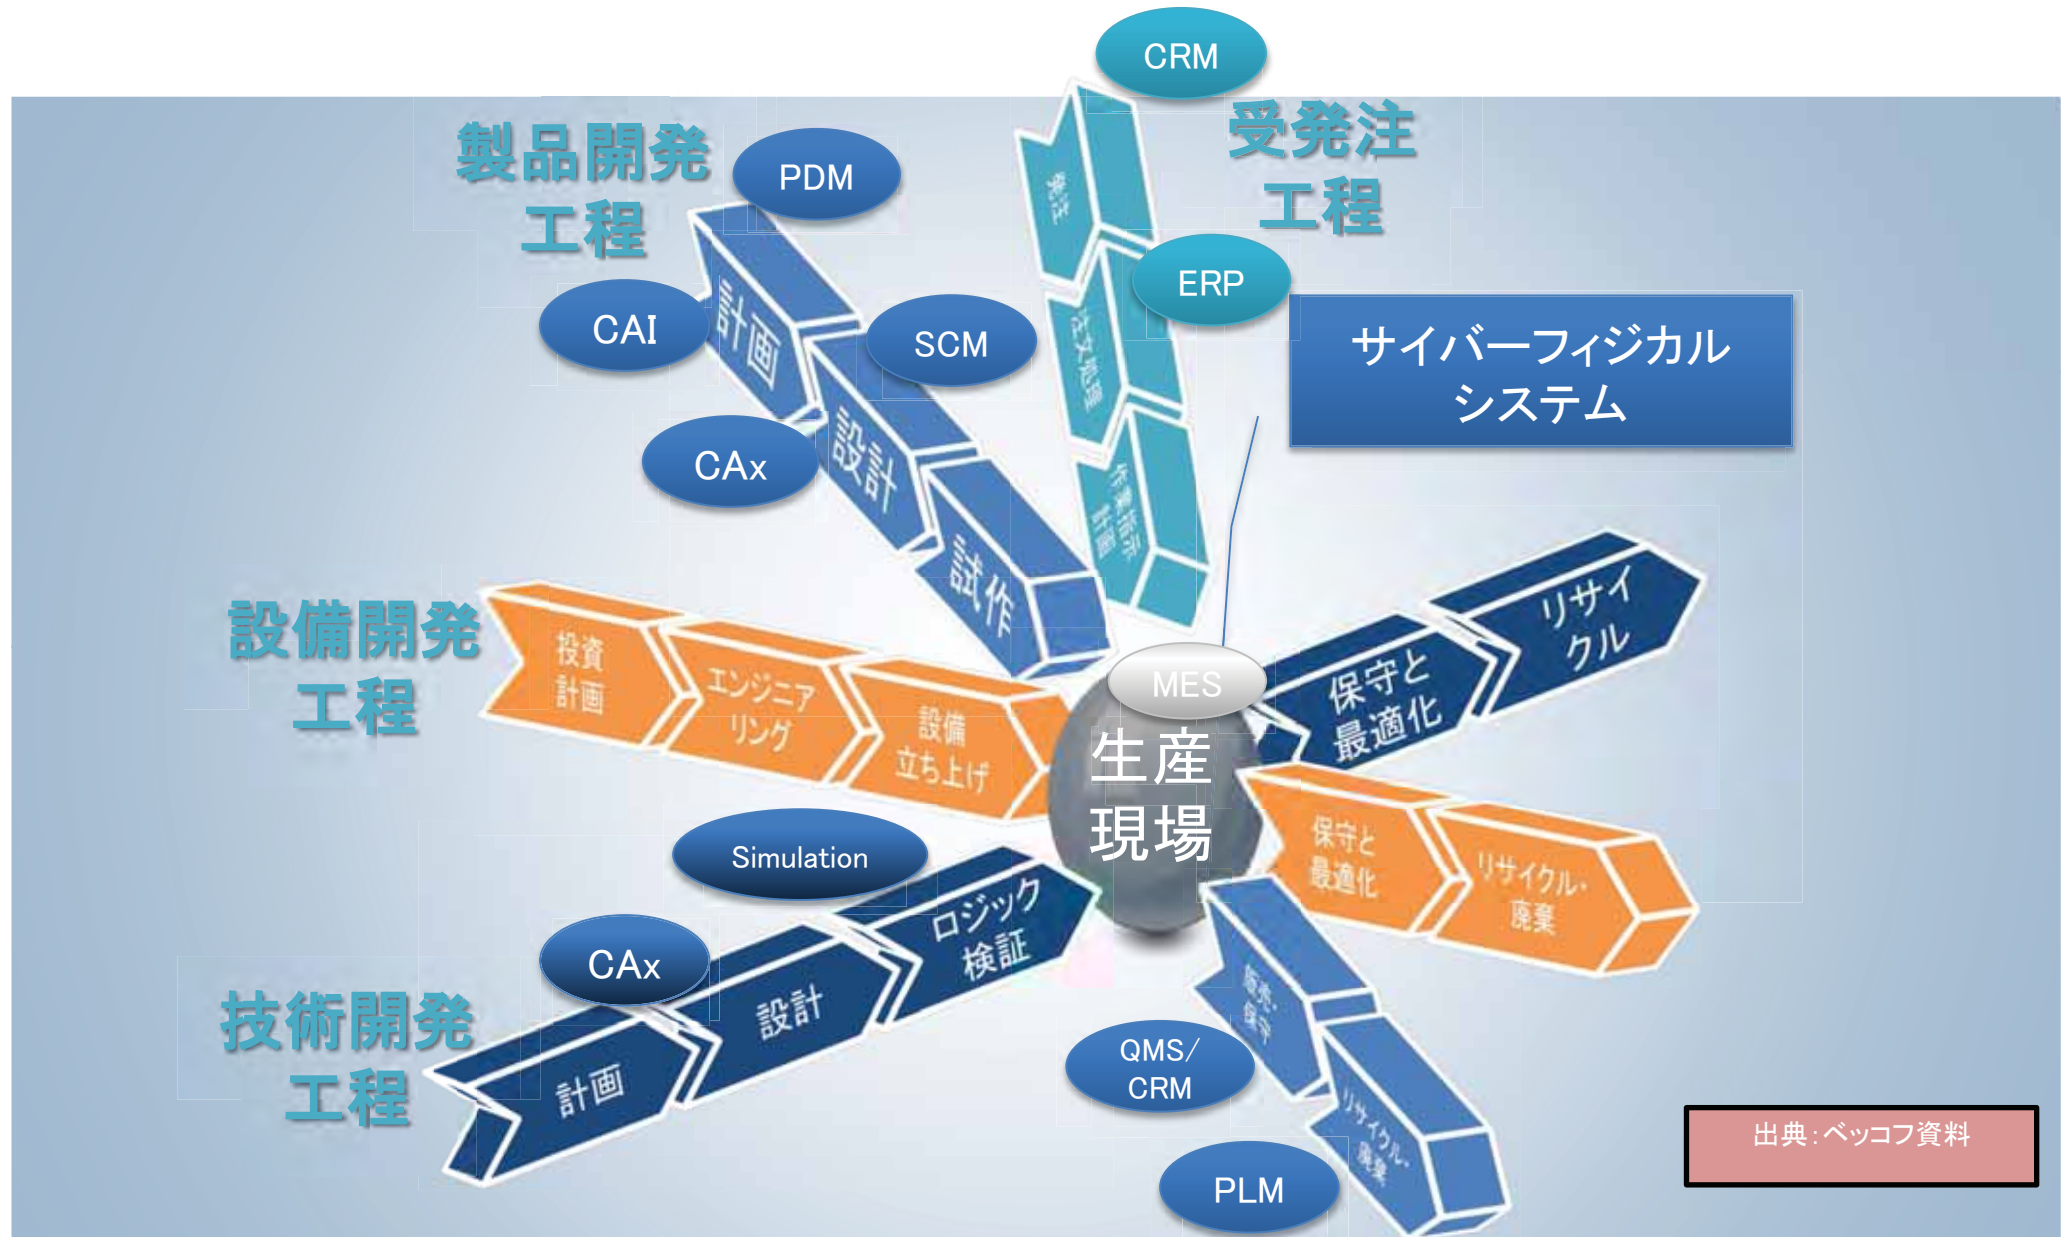 CRM
受発注
工程
製品開発
工程
PDM
発注
ERP
計画
CAI
SCM
注文処理
サイバーフィジカル
システム
CAx
設計
作業指示
計画
試作
リサイ
クル
設備開発
工程
投資
計画
エンジニア
リング
設備
立ち上げ
MES
生産
現場
保守と
最適化
保守と
最適化
リサイクル・
廃棄
Simulation
ロジック
検証
CAx
設計
技術開発
工程
計画
販売・
保守
QMS/
CRM
リサイクル・
廃棄
PLM
出典：ベッコフ資料